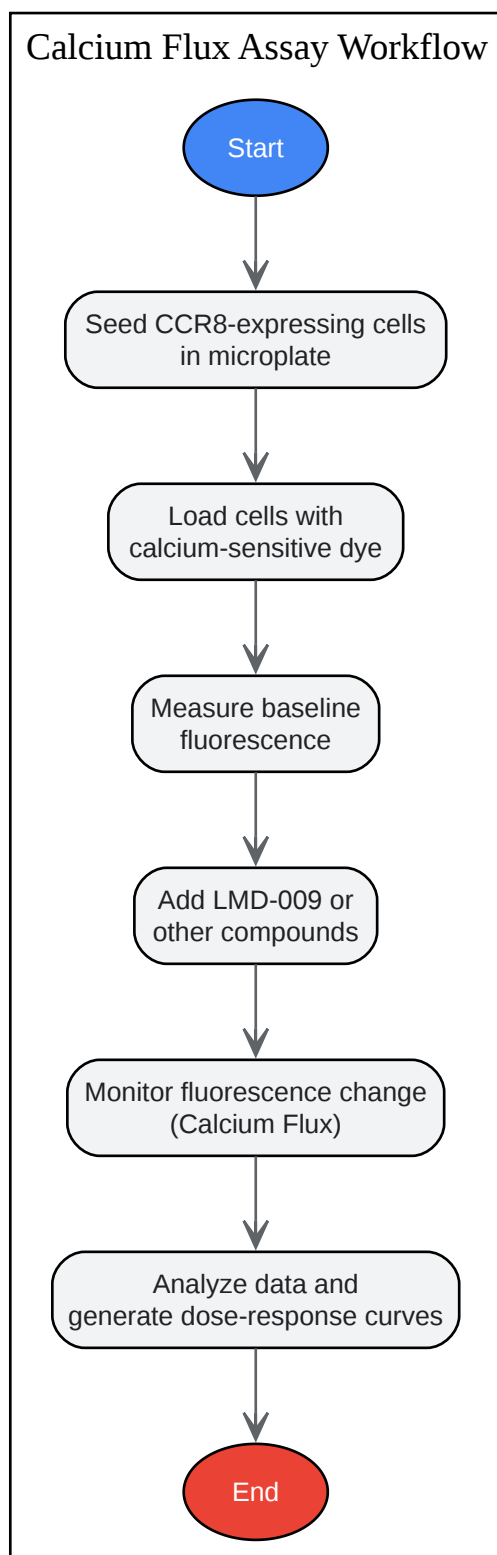 Calcium Flux Assay Workflow
Start
Seed CCR8-expressing cells
in microplate
Load cells with
calcium-sensitive dye
Measure baseline
fluorescence
Add LMD-009 or
other compounds
Monitor fluorescence change
(Calcium Flux)
Analyze data and
generate dose-response curves
End